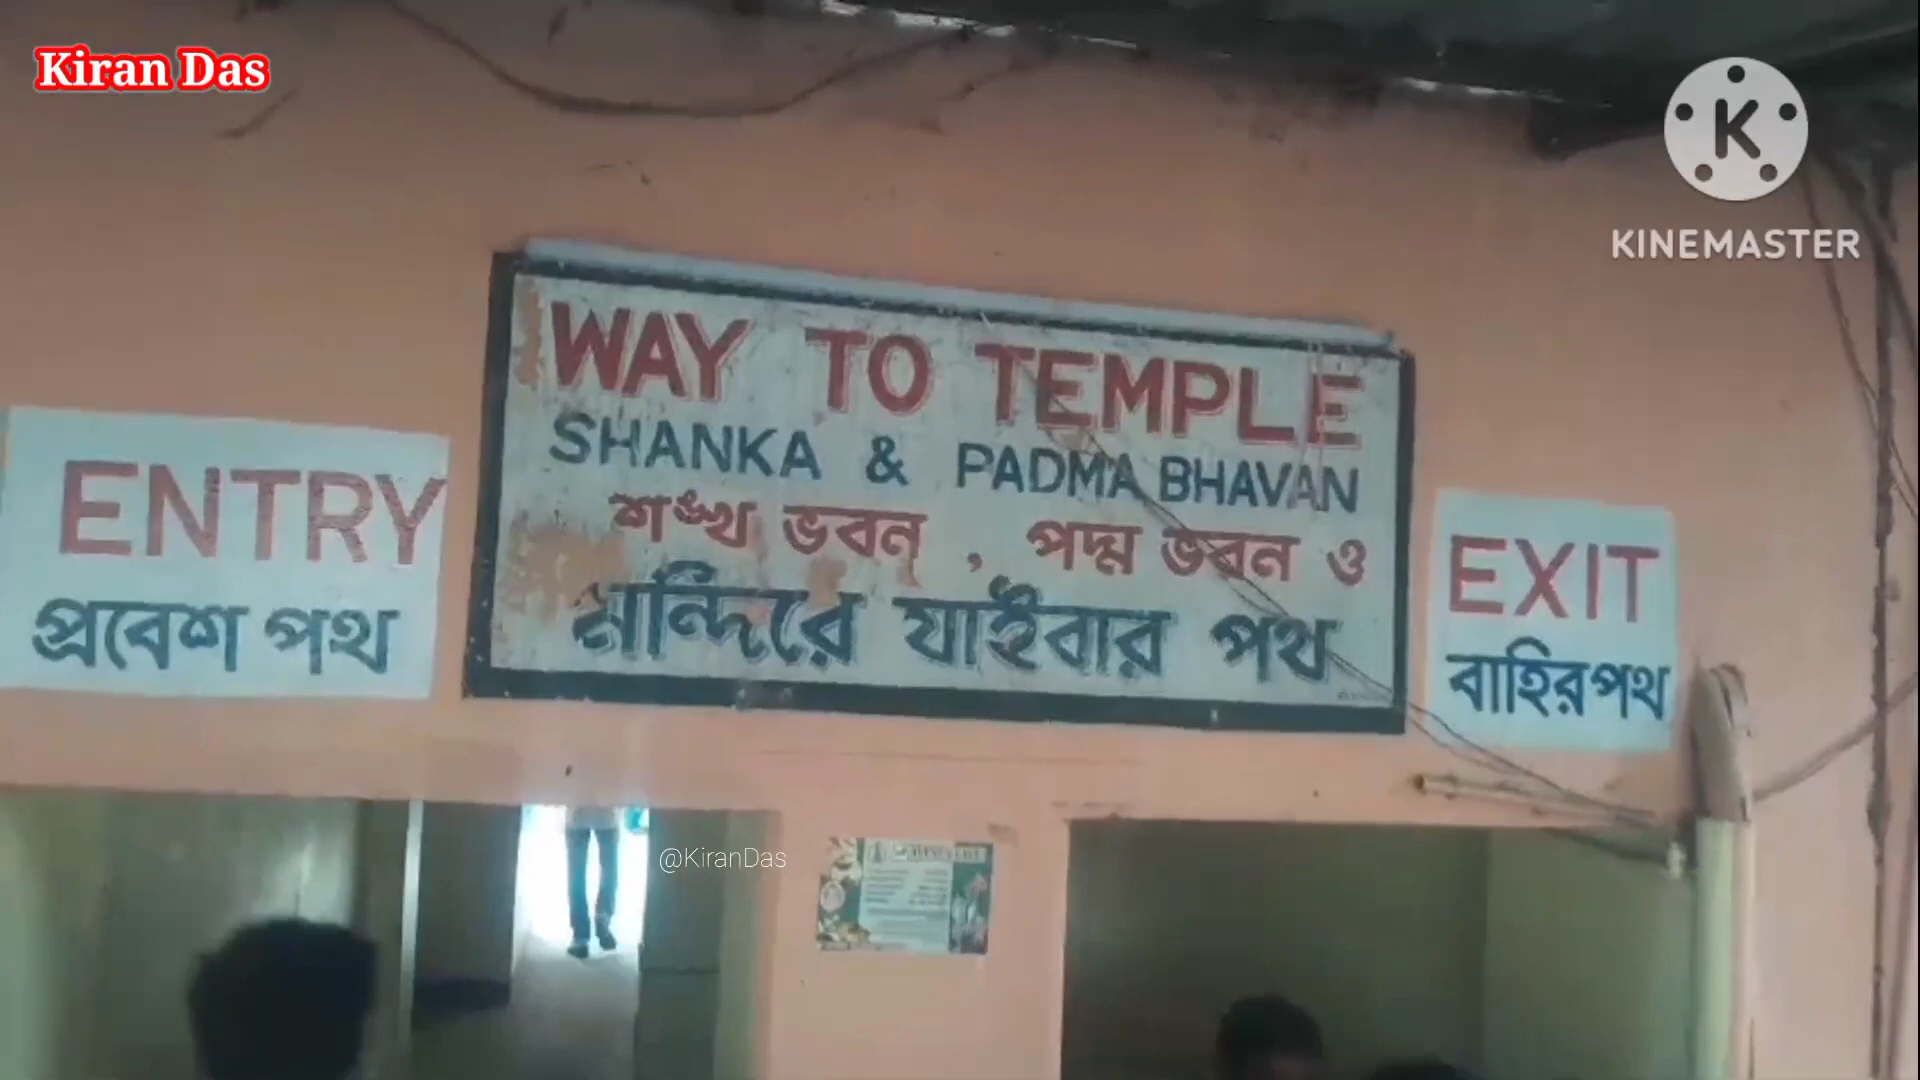 Kiran Das
KINEMASTER
WAY TO TEMPLE
SHANKA & PADMA BHAVAN
শঙ্খ ভবন , পদ্ম ভবন ও
মন্দিরে যাইবার পথ
ENTRY
প্রবেশ পথ
EXIT
বাহিরপথ
@KiranDas